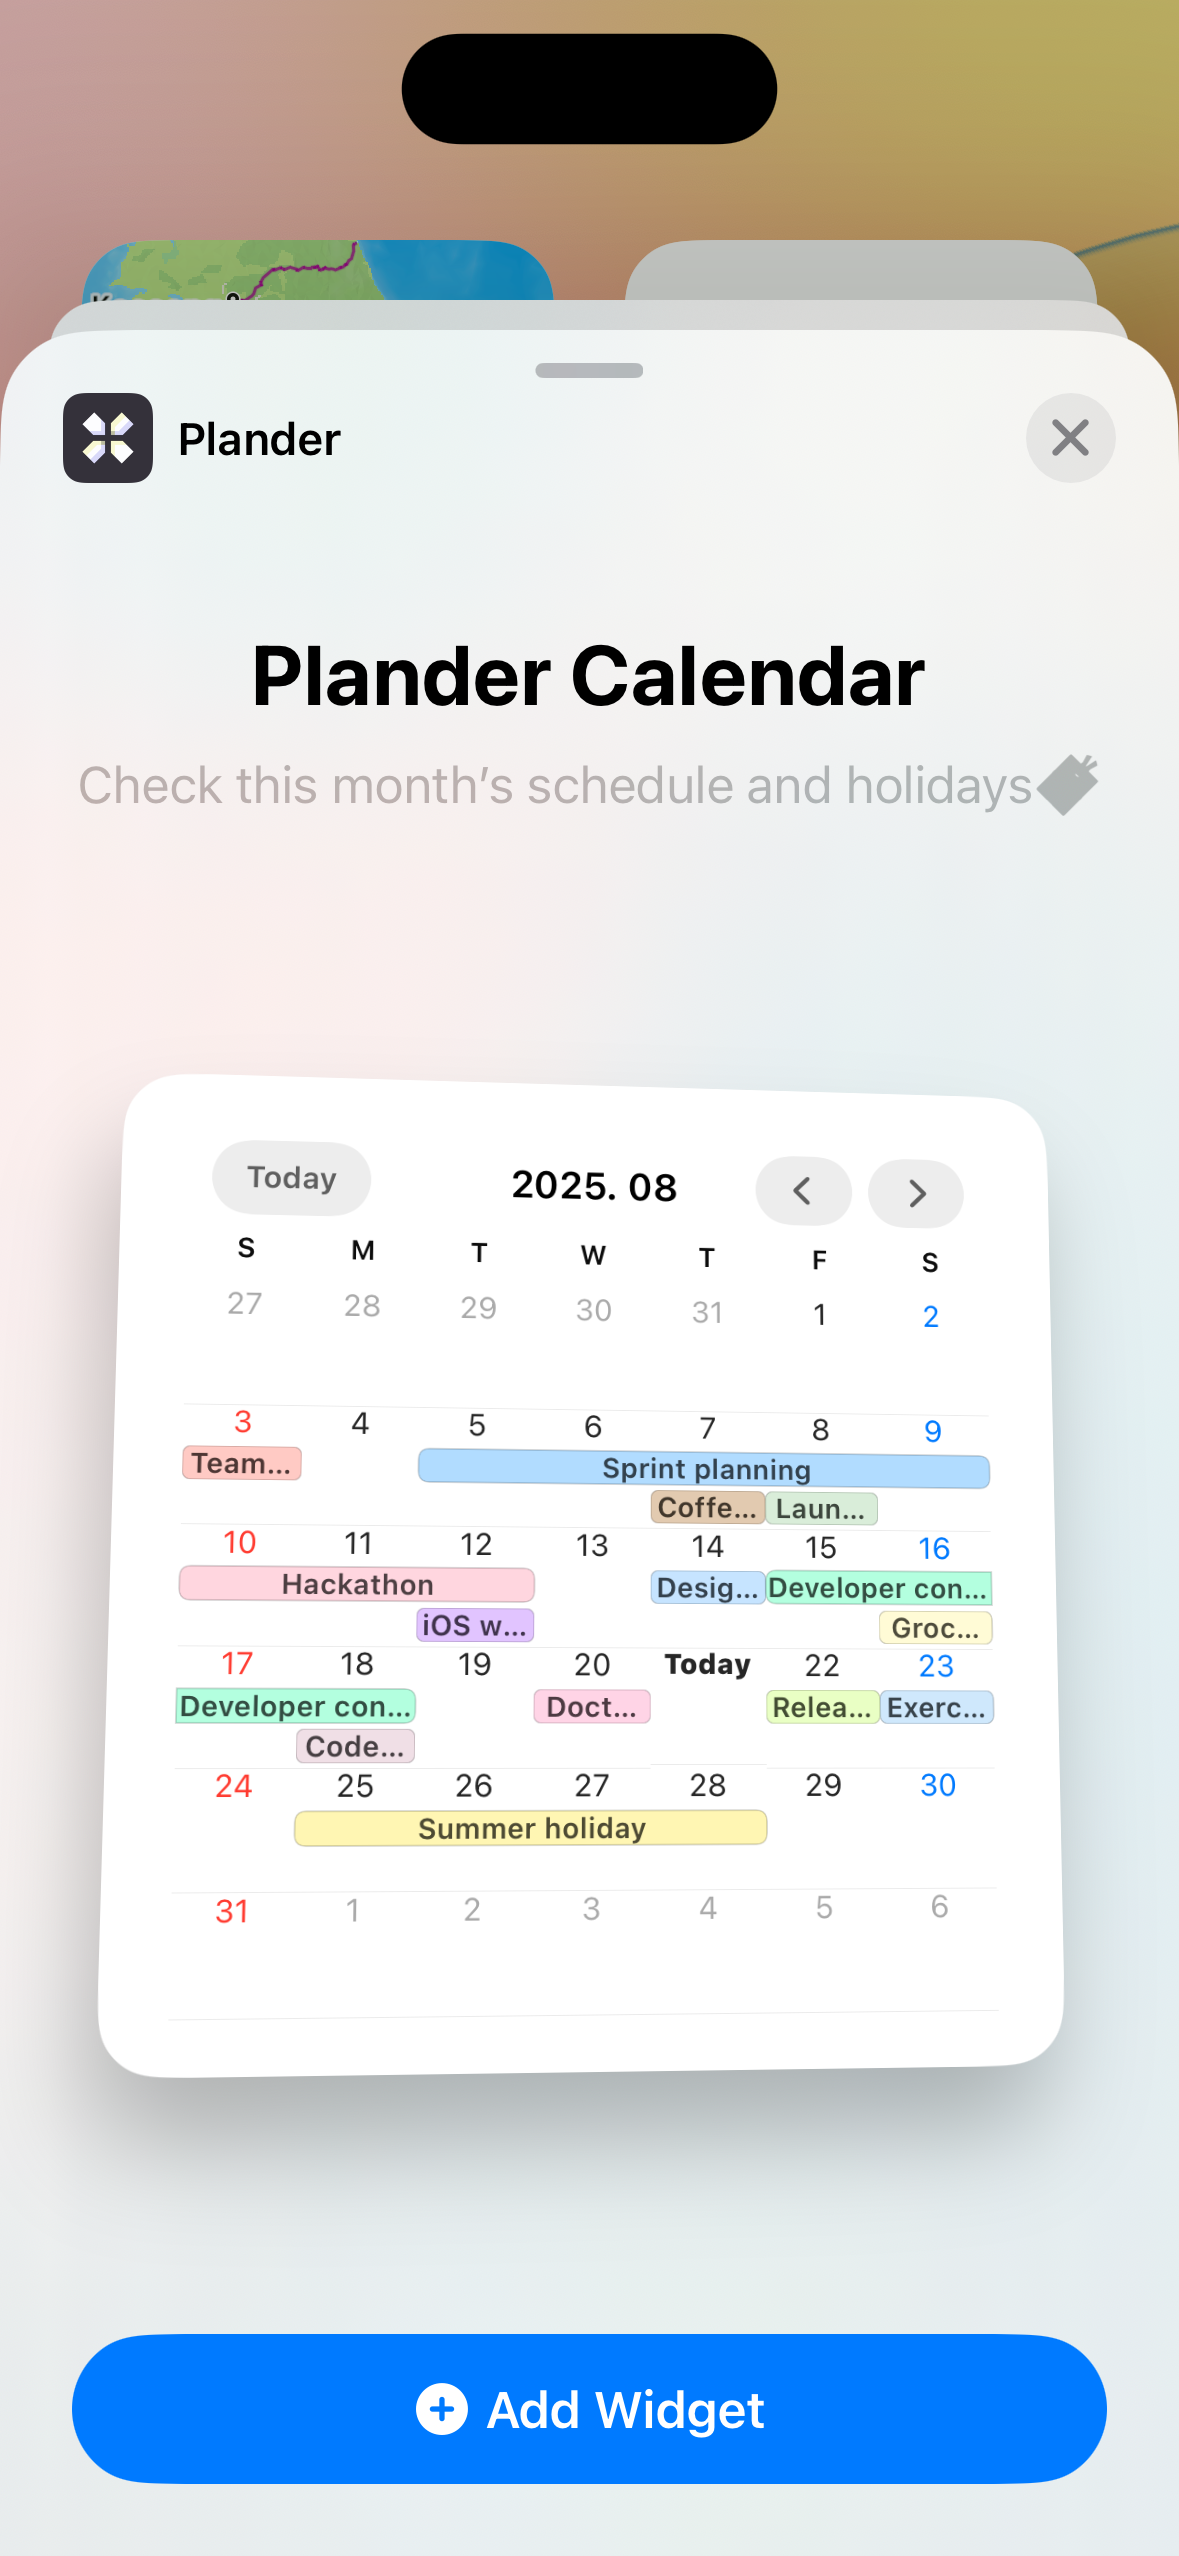 Plander
Plander Calendar
Check this month’s schedule and holidays
Today
2025. 08
S M T W T F S
27 28 29 30 31 1 2
3 4 5 6 7 8 9
Team... Sprint planning
Coffe... Laun...
10 11 12 13 14 15 16
Hackathon Desig... Developer con...
iOS w... Groc...
17 18 19 20 Today 22 23
Developer con... Doct... Relea... Exerc...
Code...
24 25 26 27 28 29 30
Summer holiday
31 1 2 3 4 5 6
Add Widget